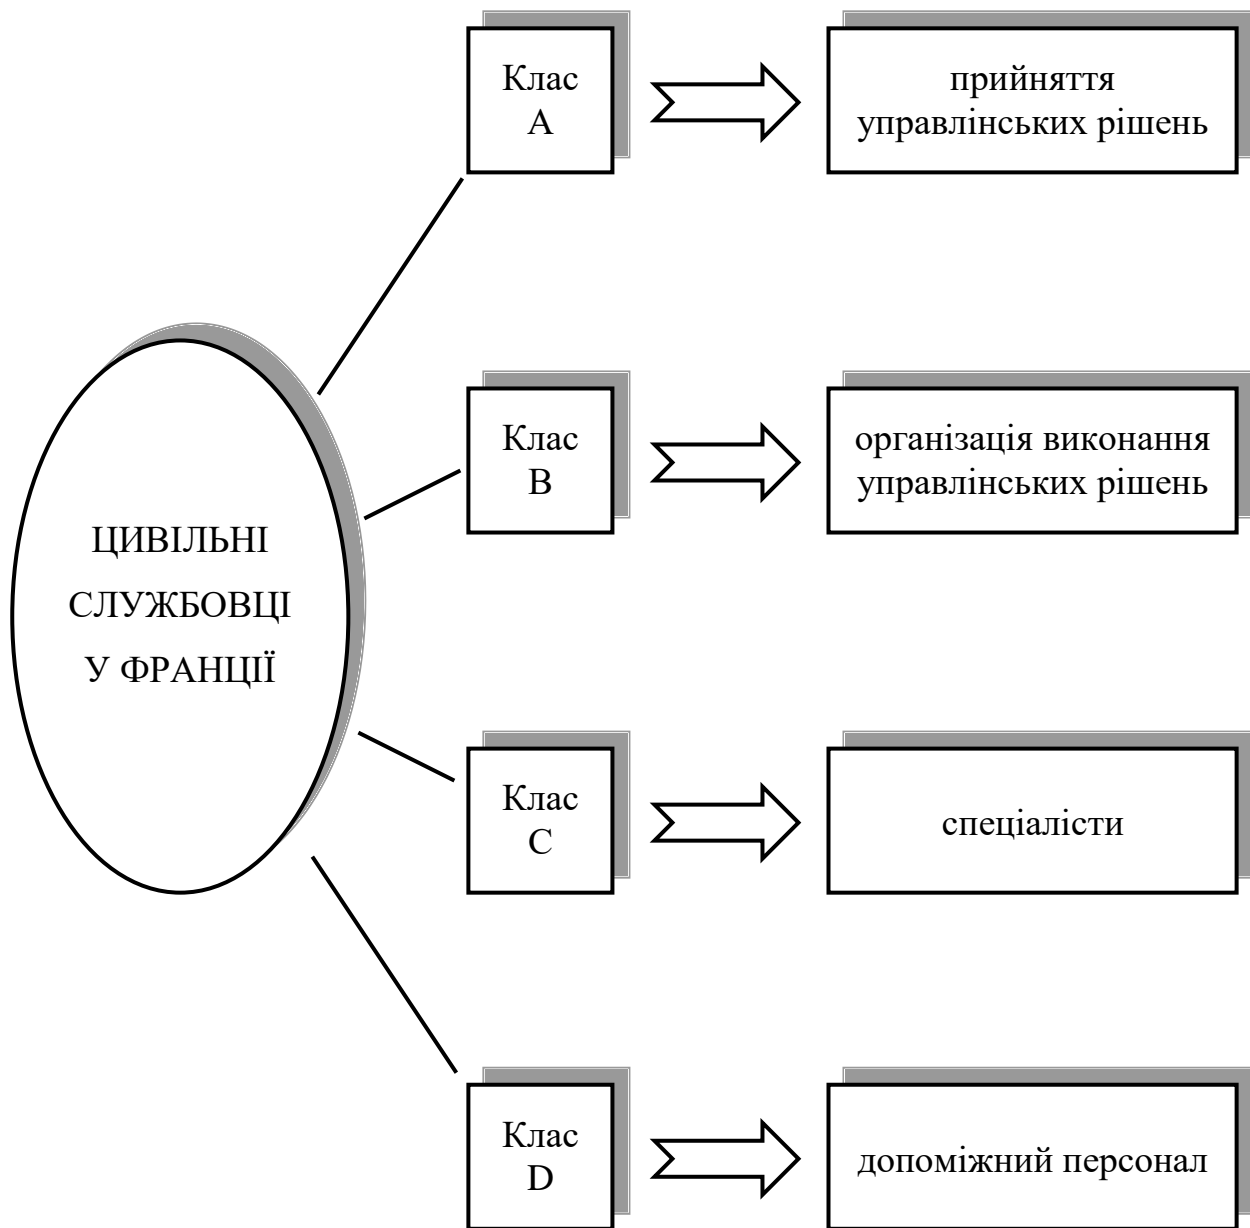 Клас
А
прийняття
управлінських рішень
Клас
В
організація виконання
управлінських рішень
ЦИВІЛЬНІ
СЛУЖБОВЦІ
У ФРАНЦІЇ
Клас
С
спеціалісти
Клас
D
допоміжний персонал